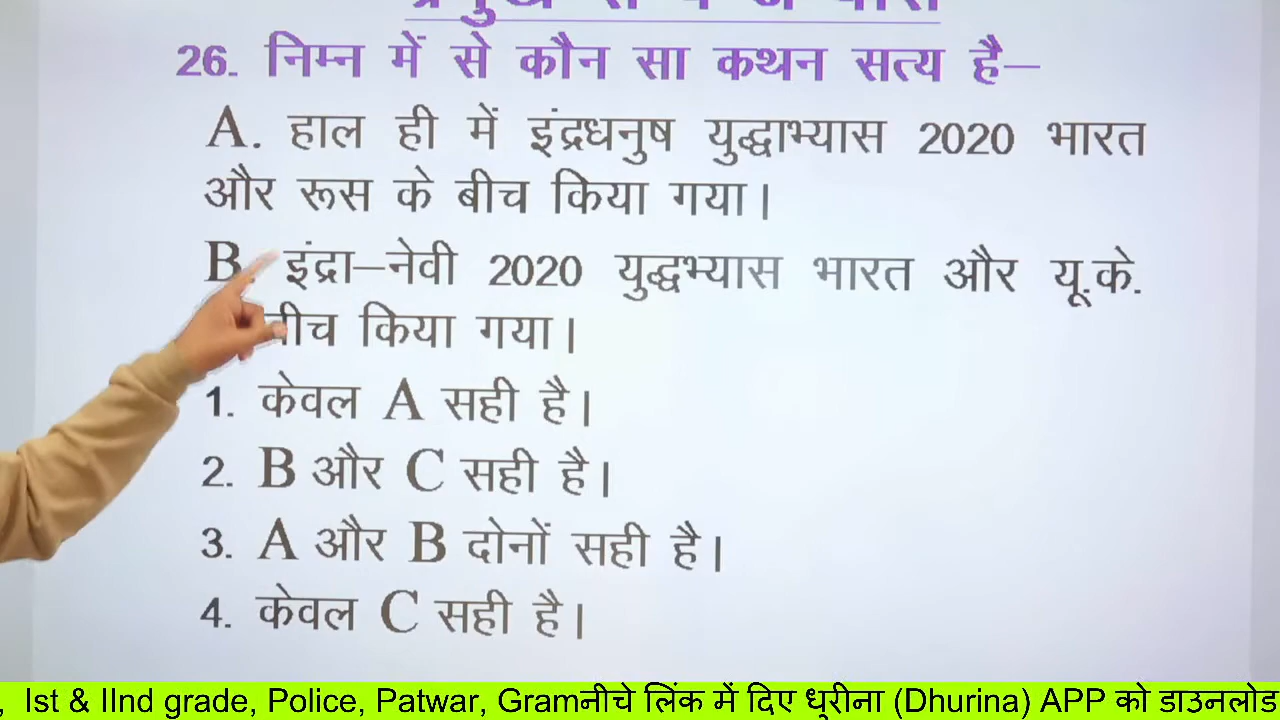 26. निम्न में से कौन सा कथन सत्य है–
A. हाल ही में इंद्रधनुष युद्धाभ्यास 2020 भारत
और रूस के बीच किया गया।
B. इंद्रा–नेवी 2020 युद्धभ्यास भारत और यू.के.
बीच किया गया।
1. केवल A सही है।
2. B और C सही है।
3. A और B दोनों सही है।
4. केवल C सही है।
, Ist & IInd grade, Police, Patwar, Gramनीचे लिंक में दिए धूरीना (Dhurina) APP को डाउनलोड